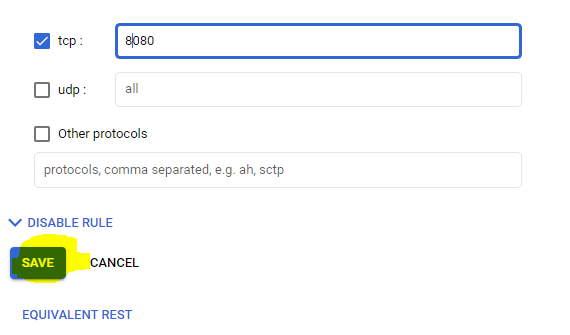 tcp : 8080
udp : all
Other protocols
protocols, comma separated, e.g. ah, sctp
DISABLE RULE
SAVE CANCEL
EQUIVALENT REST